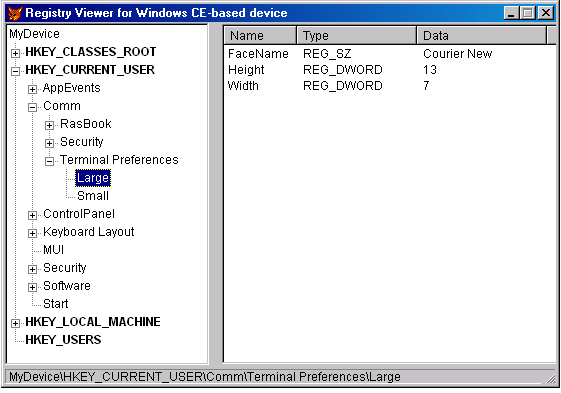 Registry Viewer for Windows CE-based device
MyDevice
HKEY_CLASSES_ROOT
HKEY_CURRENT_USER
AppEvents
Comm
RasBook
Security
Terminal Preferences
Large
Small
ControlPanel
Keyboard Layout
MUI
Security
Software
Start
HKEY_LOCAL_MACHINE
HKEY_USERS
Name Type Data
FaceName REG_SZ Courier New
Height REG_DWORD 13
Width REG_DWORD 7
MyDevice\HKEY_CURRENT_USER\Comm\Terminal Preferences\Large